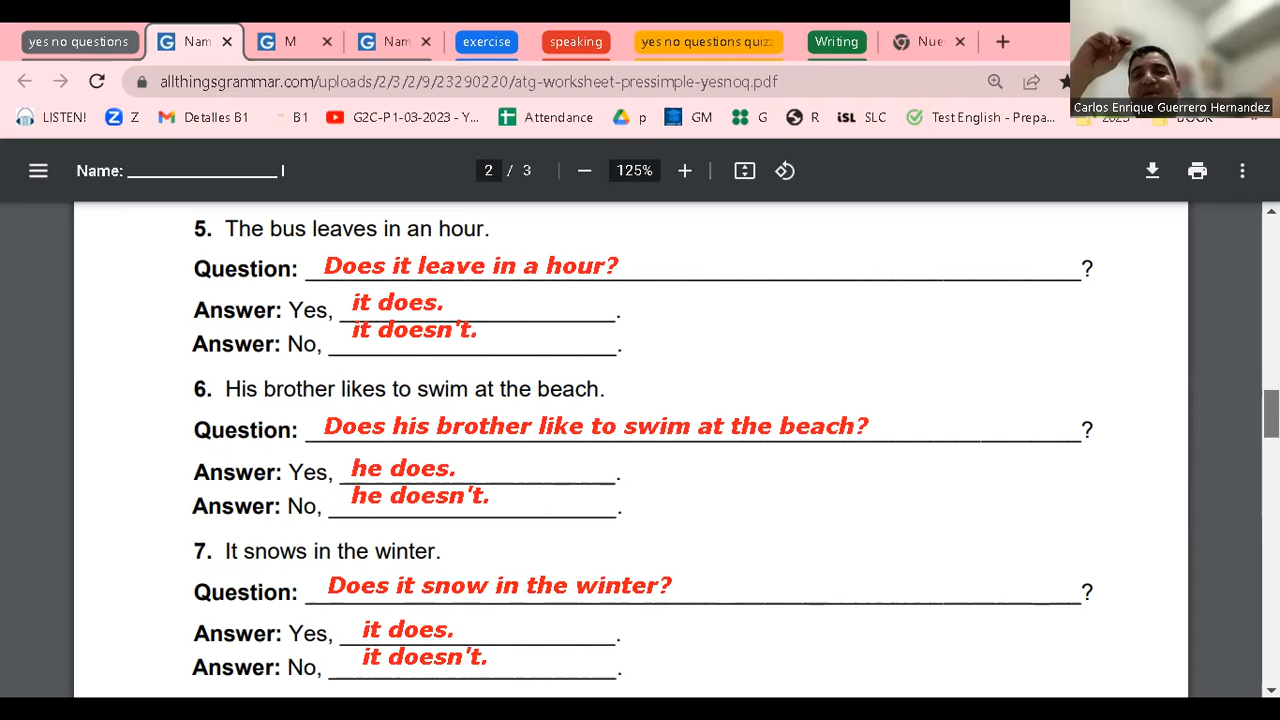 yes no questions Nam M Nam exercise speaking yes no questions quizz Writing Nue
allthingsgrammar.com/uploads/2/3/2/9/23290220/atg-worksheet-pressimple-yesnoq.pdf
Carlos Enrique Guerrero Hernandez
LISTEN! Z Detalles B1 B1 G2C-P1-03-2023 - Y... Attendance p GM G R SLC Test English - Prepa... 2023 BOOK
Name: _____________ I 2 / 3 125%
5. The bus leaves in an hour.
Question: Does it leave in a hour? ?
Answer: Yes, it does. .
Answer: No, it doesn't. .
6. His brother likes to swim at the beach.
Question: Does his brother like to swim at the beach? ?
Answer: Yes, he does. .
Answer: No, he doesn't. .
7. It snows in the winter.
Question: Does it snow in the winter? ?
Answer: Yes, it does. .
Answer: No, it doesn't. .